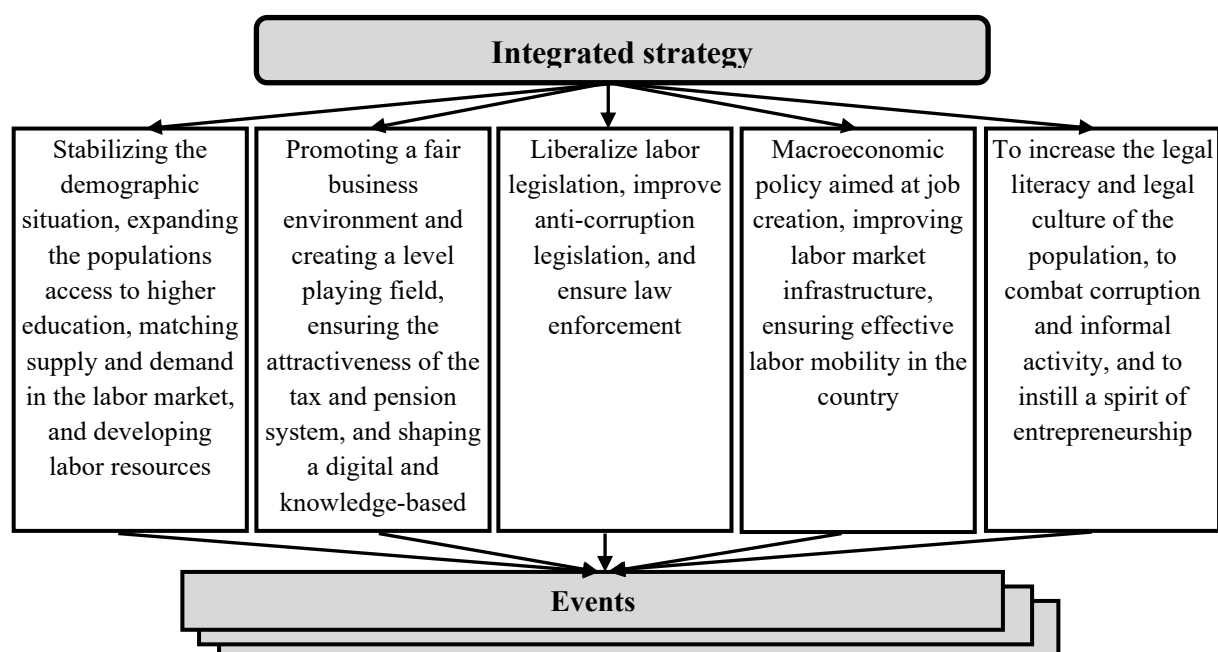 Integrated strategy
Stabilizing the
demographic
situation, expanding
the populations
access to higher
education, matching
supply and demand
in the labor market,
and developing
labor resources
Promoting a fair
business
environment and
creating a level
playing field,
ensuring the
attractiveness of the
tax and pension
system, and shaping
a digital and
knowledge-based
Liberalize labor
legislation, improve
anti-corruption
legislation, and
ensure law
enforcement
Macroeconomic
policy aimed at job
creation, improving
labor market
infrastructure,
ensuring effective
labor mobility in the
country
To increase the legal
literacy and legal
culture of the
population, to
combat corruption
and informal
activity, and to
instill a spirit of
entrepreneurship
Events